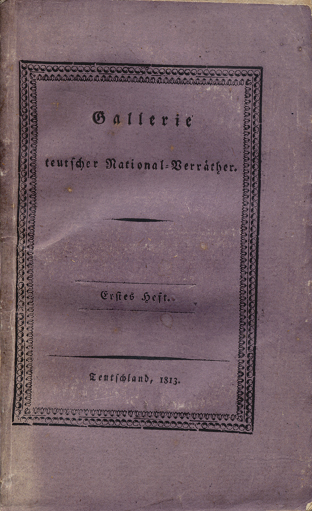 Gallerie
teutscher National-Verräther.
Erstes Heft.
Teutschland, 1813.